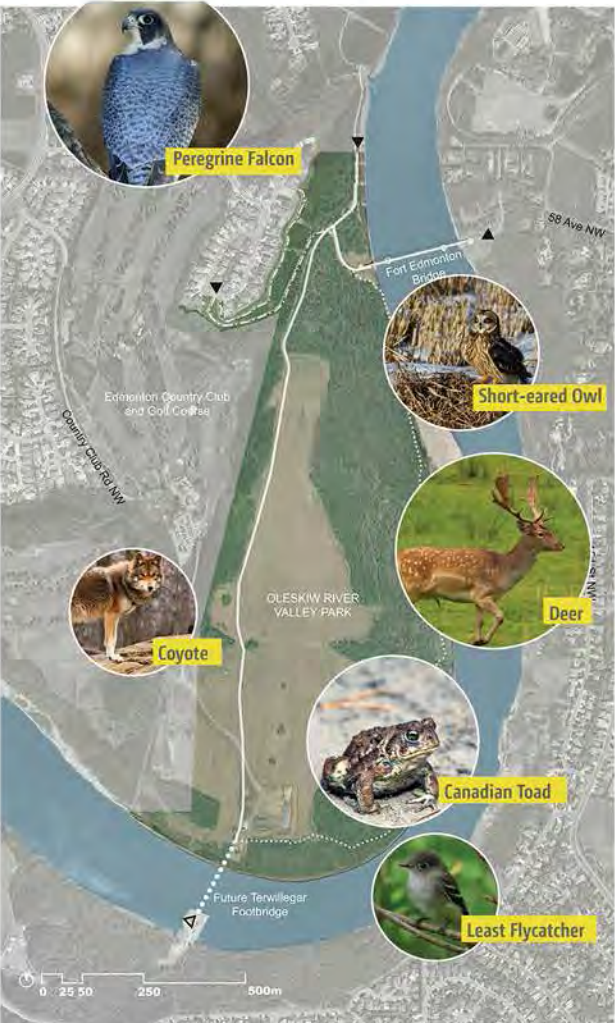 Peregrine Falcon
58 Ave NW
Fort Edmonton
Bridge
Short-eared Owl
Edmonton Country Club
and Golf Course
Country Club Rd NW
Deer
OLESKIW RIVER
VALLEY PARK
Coyote
Canadian Toad
Future Terwillegar
Footbridge
Least Flycatcher
0 25 50 250 500m